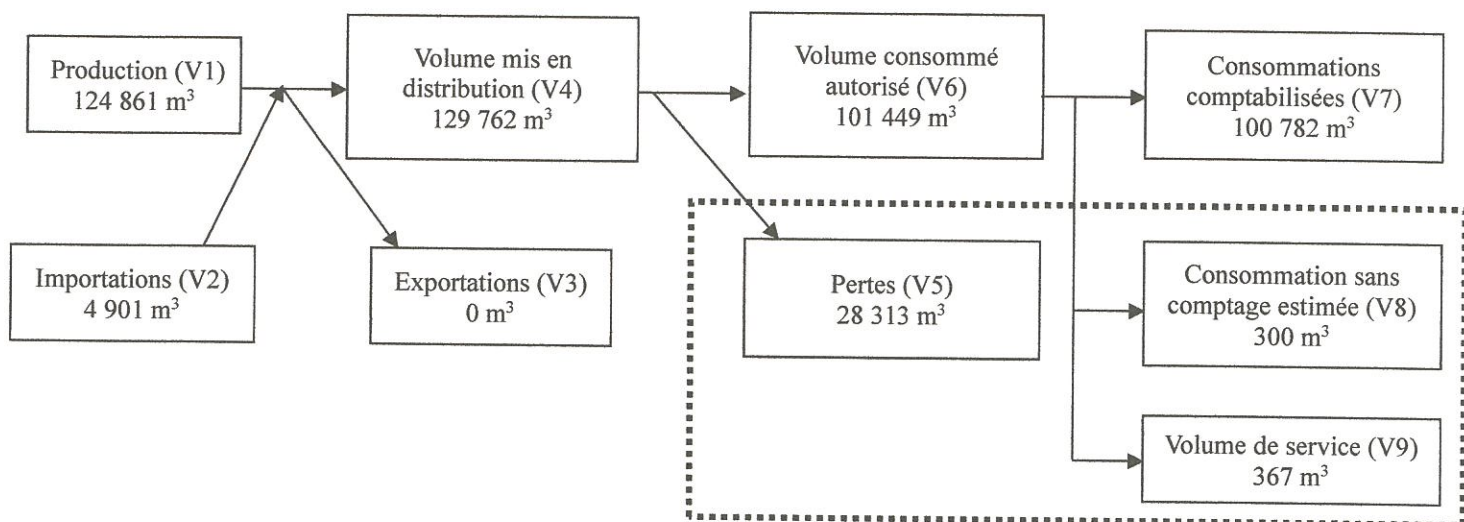 Production (V1)
124 861 m³
Volume mis en
distribution (V4)
129 762 m³
Volume consommé
autorisé (V6)
101 449 m³
Consommations
comptabilisées (V7)
100 782 m³
Importations (V2)
4 901 m³
Exportations (V3)
0 m³
Pertes (V5)
28 313 m³
Consommation sans
comptage estimée (V8)
300 m³
Volume de service (V9)
367 m³